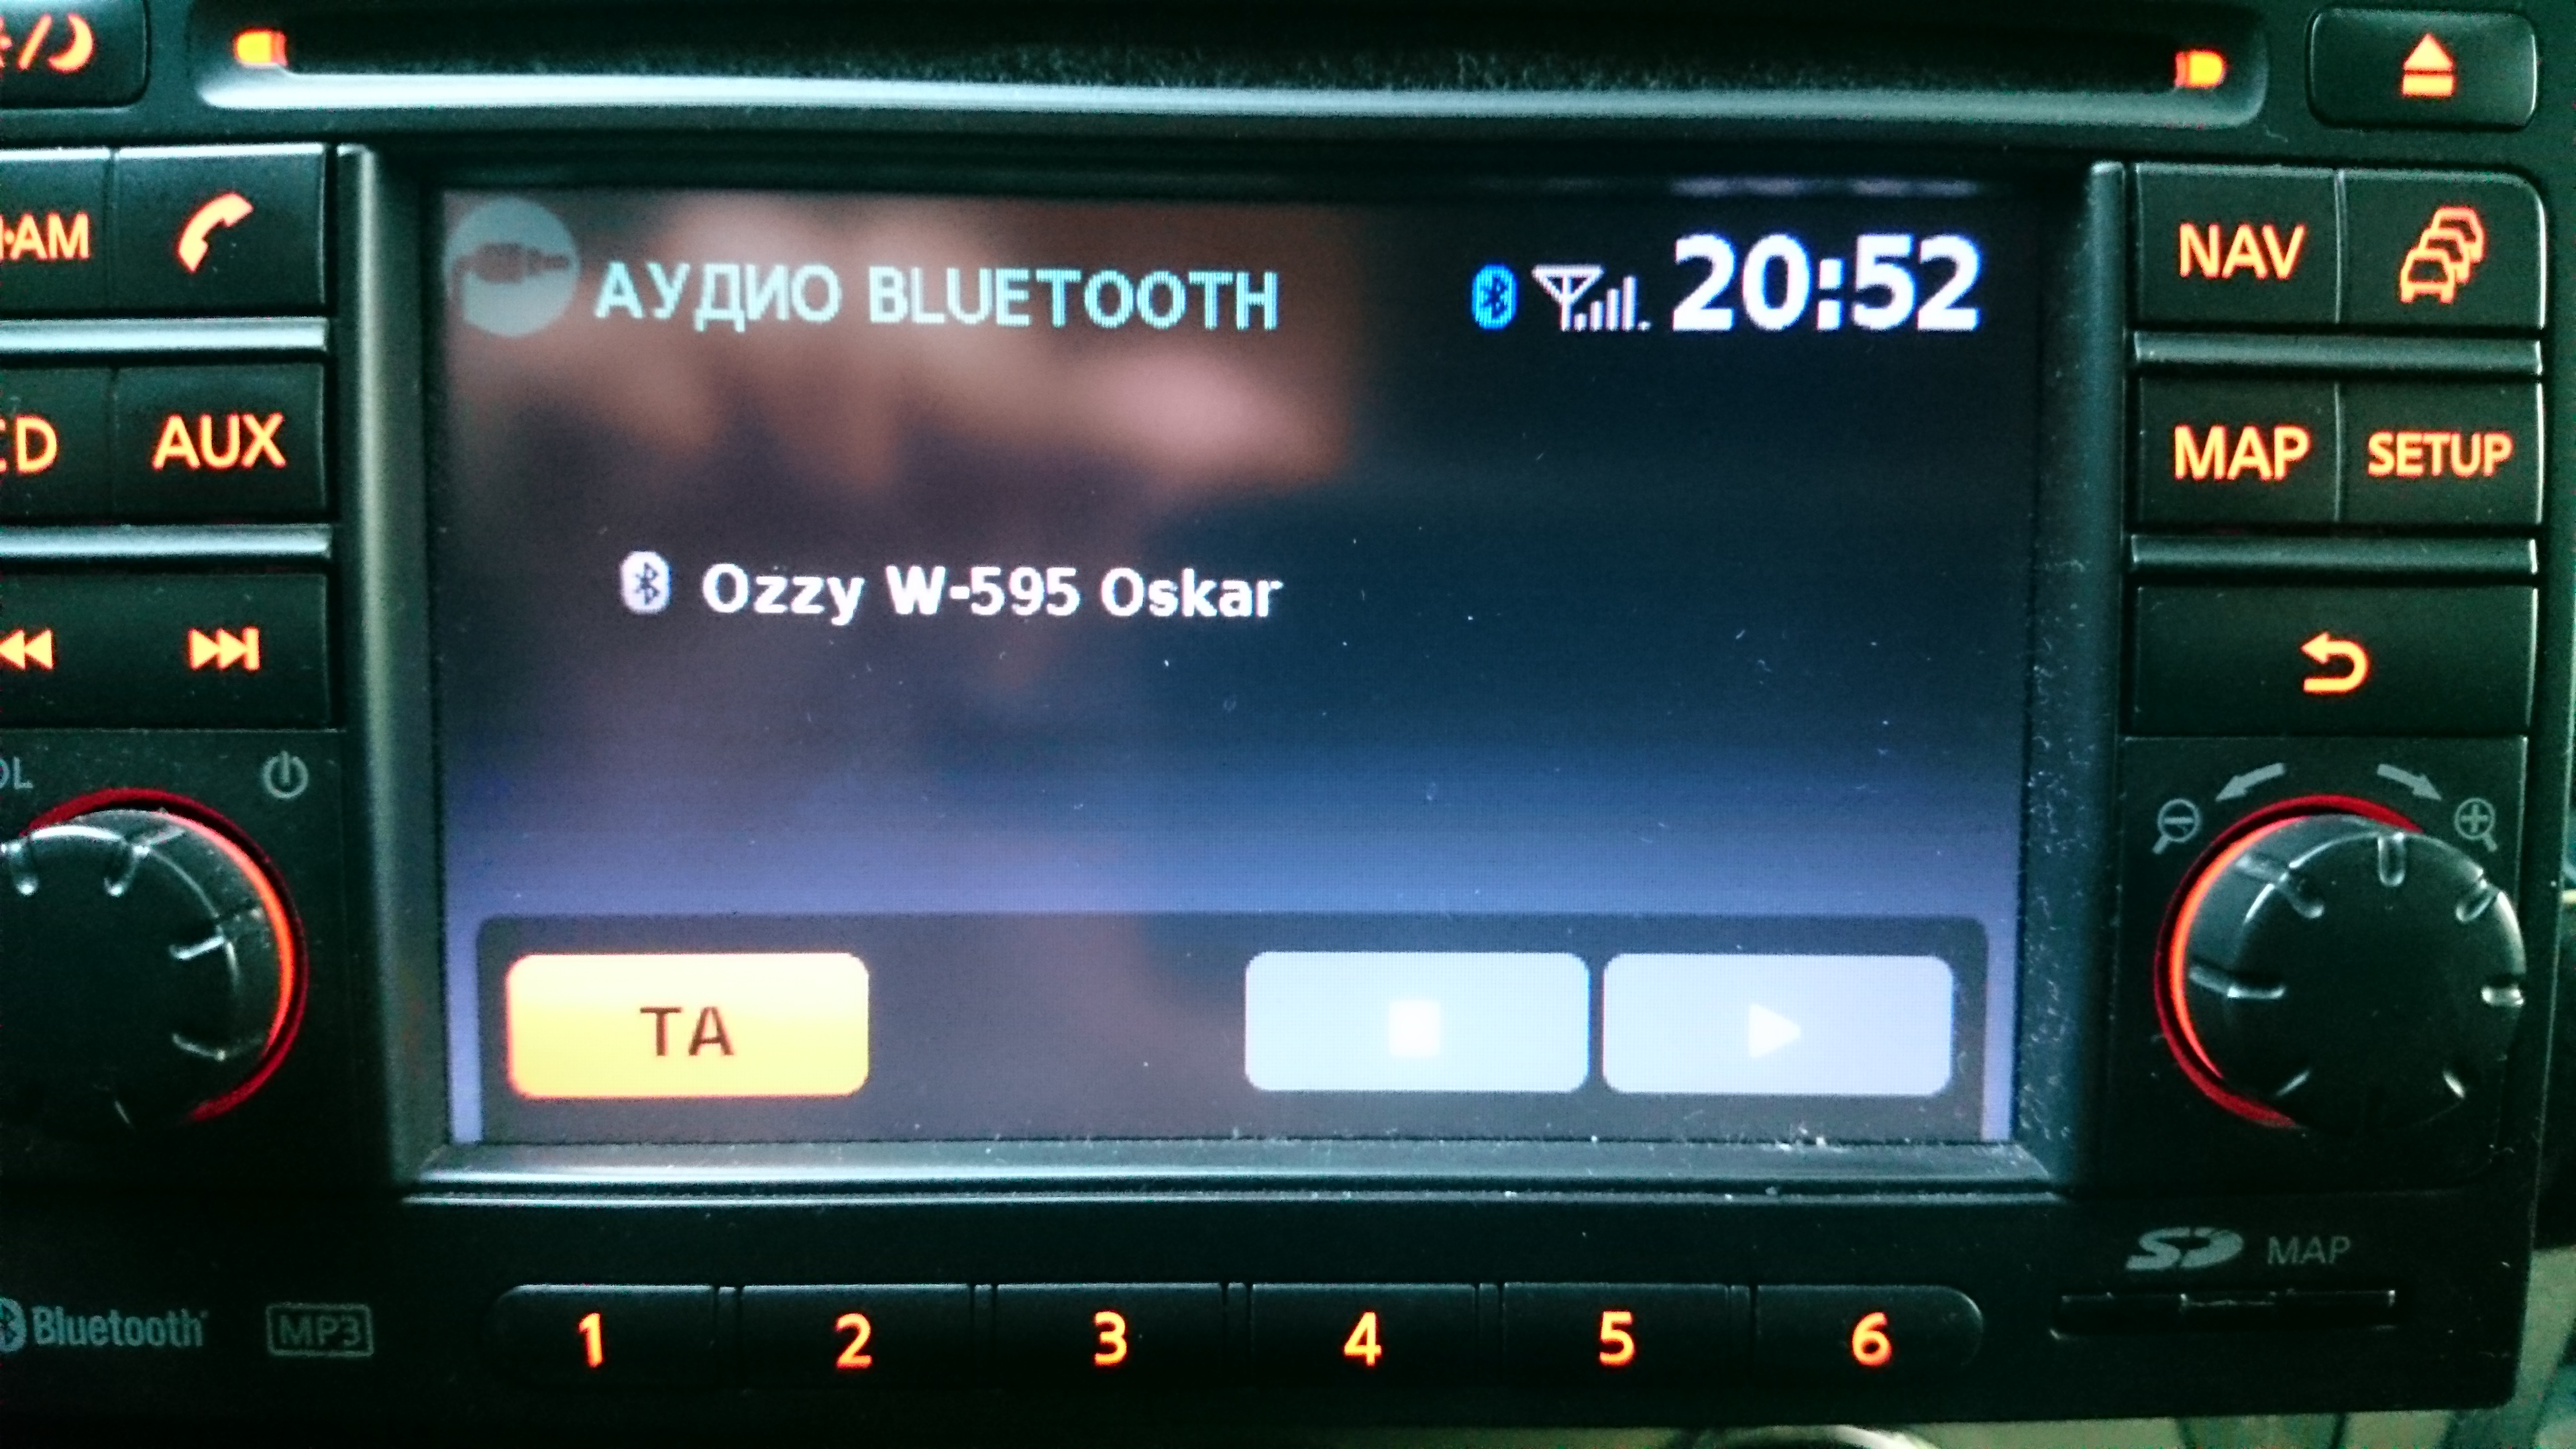 АУДИО BLUETOOTH 20:52
AM
NAV
CD AUX
MAP SETUP
Ozzy W-595 Oskar
TA
SD MAP
Bluetooth MP3
1 2 3 4 5 6